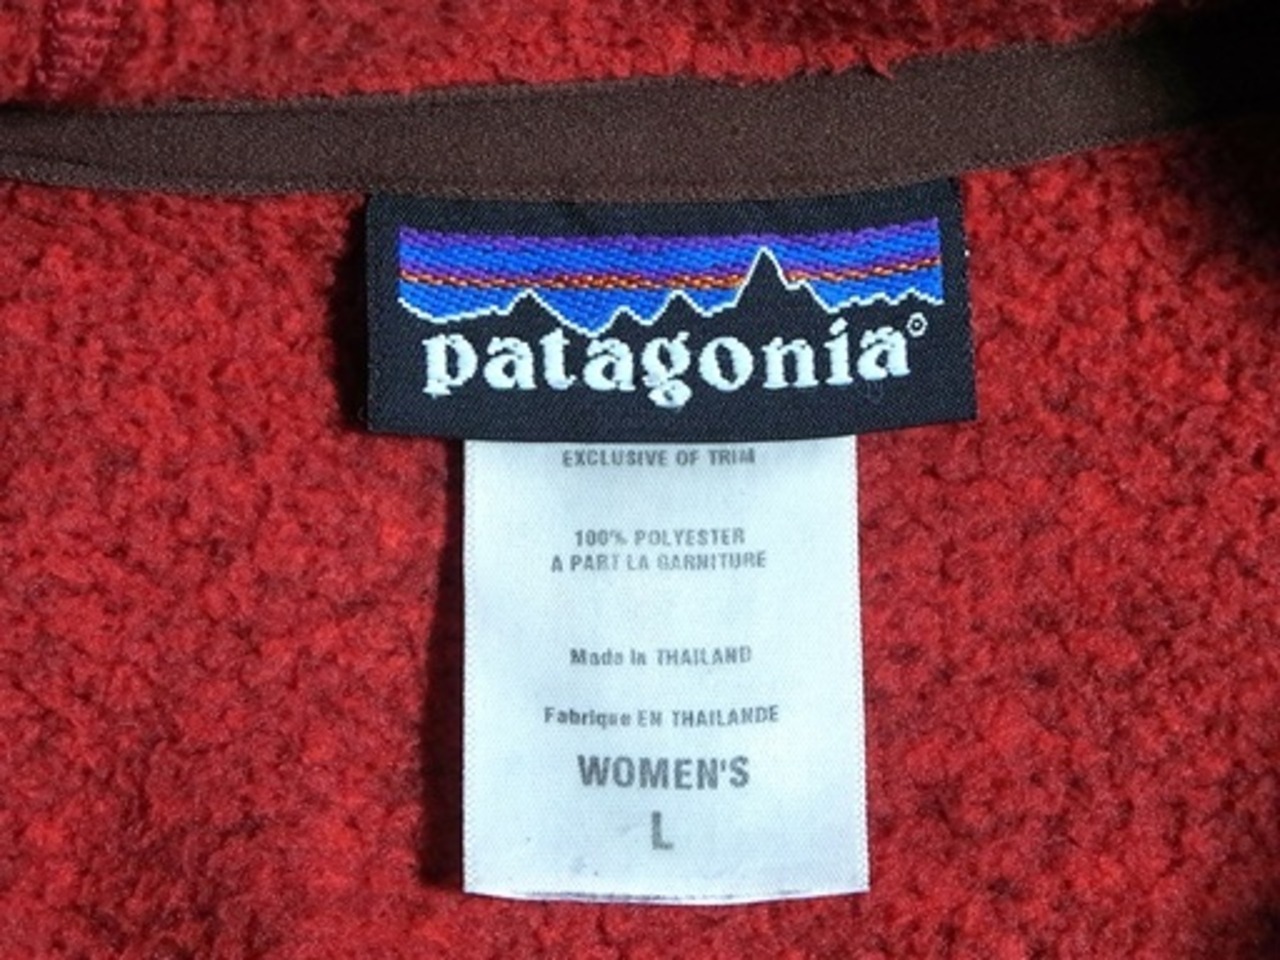 patagonia®
EXCLUSIVE OF TRIM
100% POLYESTER
A PART LA GARNITURE
Made In THAILAND
Fabrique EN THAILANDE
WOMEN'S
L